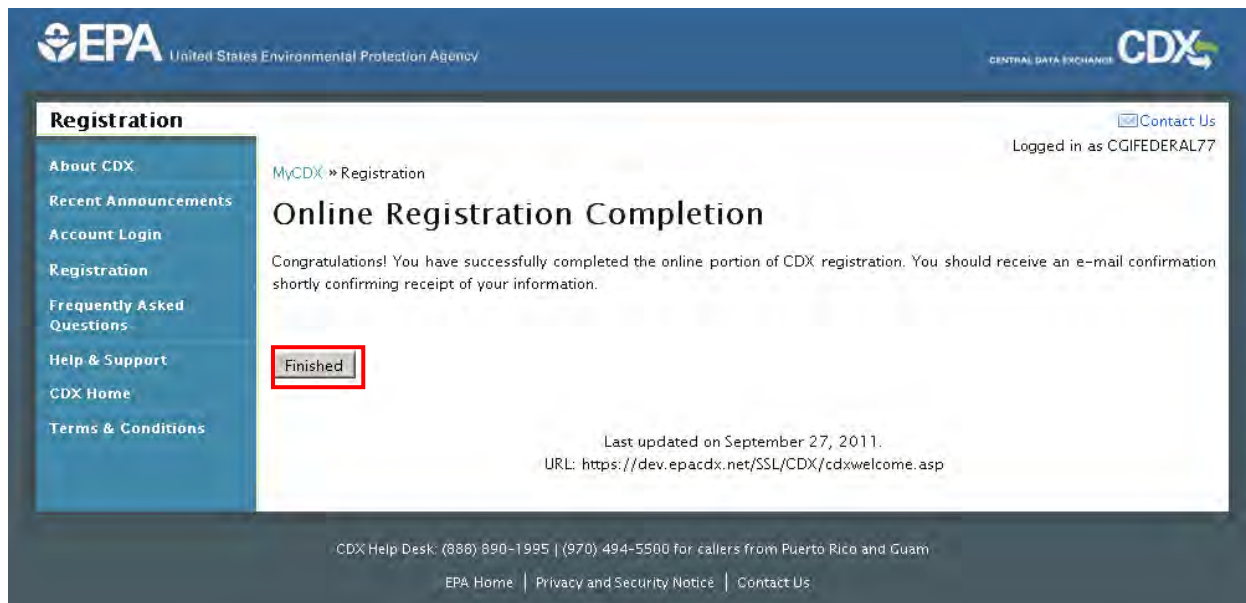 EPA United States Environmental Protection Agency
CENTRAL DATA EXCHANGE CDX
Registration
Contact Us
Logged in as CGIFEDERAL77
About CDX
Recent Announcements
Account Login
Registration
Frequently Asked
Questions
Help & Support
CDX Home
Terms & Conditions
MyCDX » Registration
Online Registration Completion
Congratulations! You have successfully completed the online portion of CDX registration. You should receive an e-mail confirmation
shortly confirming receipt of your information.
Finished
Last updated on September 27, 2011.
URL: https://dev.epacdx.net/SSL/CDX/cdxwelcome.asp
CDX Help Desk: (888) 890-1995 | (970) 494-5500 for callers from Puerto Rico and Guam
EPA Home | Privacy and Security Notice | Contact Us